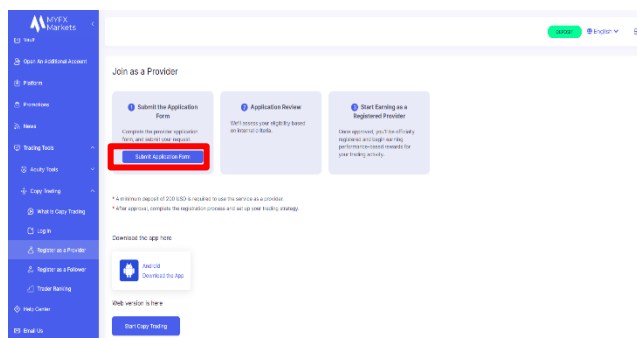 MYFX
Markets
English
Open An Additional Account
Platform
Promotions
News
Trading Tools
Acuity Tools
Copy Trading
What is Copy Trading
Log In
Register as a Provider
Register as a Follower
Trader Ranking
Help Center
Email Us
Join as a Provider
1 Submit the Application
Form
Complete the provider application
form, and submit your request
Submit Application Form
2 Application Review
We'll assess your eligibility based
on internal criteria.
3 Start Earning as a
Registered Provider
Once approved, you'll be officially
registered and begin earning
performance-based rewards for
your trading activity.
* A minimum deposit of 200 USD is required to use the service as a provider.
* After approval, complete the registration process and set up your trading strategy.
Download the app here
Android
Download the App
Web version is here
Start Copy Trading